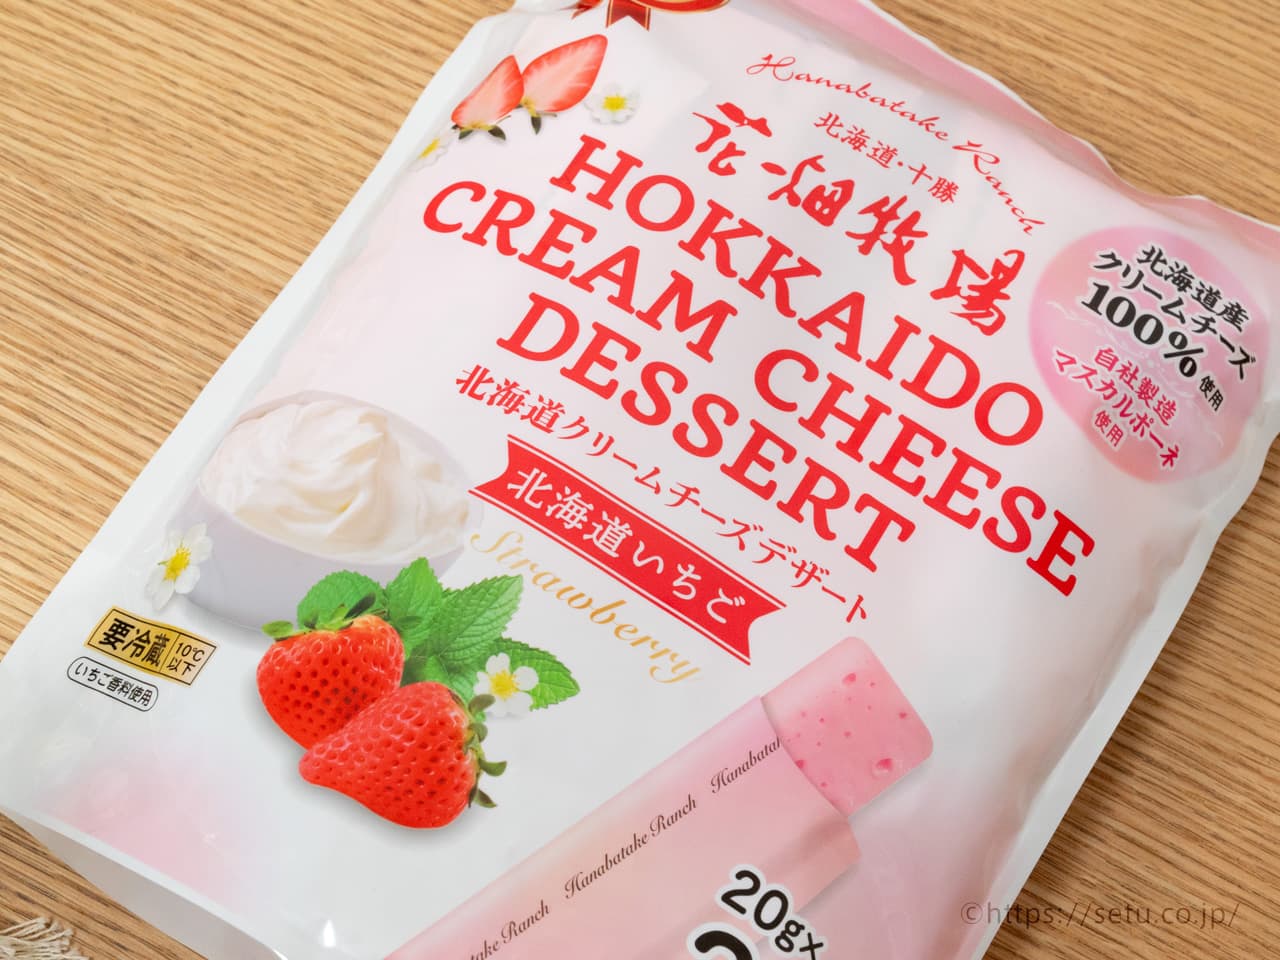 Hanabatake Ranch
北海道・十勝
花畑牧場
HOKKAIDO
CREAM CHEESE
DESSERT
北海道クリームチーズデザート
北海道いちご
Strawberry
北海道産
クリームチーズ
100%使用
自社製造
マスカルポーネ
使用
要冷蔵
10℃
以下
いちご香料使用
Hanabatak
Hanabatake Ranch
take Ranch
20g×
©https://setu.co.jp/